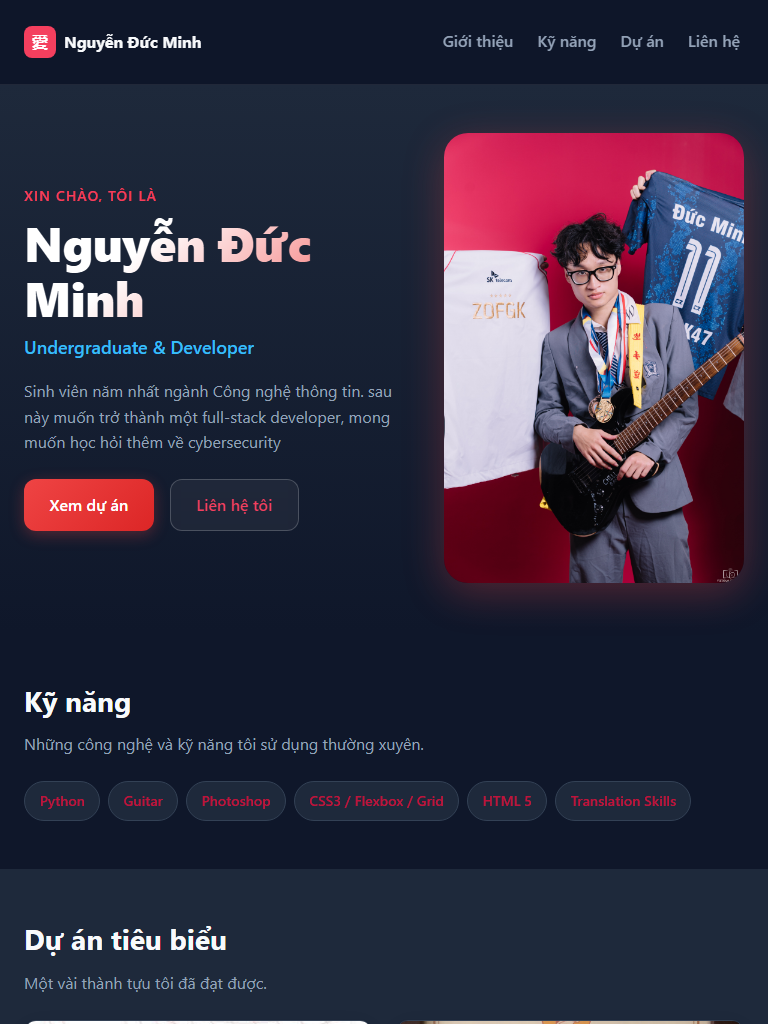 愛 Nguyễn Đức Minh
Giới thiệu Kỹ năng Dự án Liên hệ
XIN CHÀO, TÔI LÀ
Nguyễn Đức
Minh
Undergraduate & Developer
Sinh viên năm nhất ngành Công nghệ thông tin. sau
này muốn trở thành một full-stack developer, mong
muốn học hỏi thêm về cybersecurity
Xem dự án Liên hệ tôi
Đức Min
11
K47
SK telecom
ZOFGK
Kỹ năng
Những công nghệ và kỹ năng tôi sử dụng thường xuyên.
Python Guitar Photoshop CSS3 / Flexbox / Grid HTML 5 Translation Skills
Dự án tiêu biểu
Một vài thành tựu tôi đã đạt được.